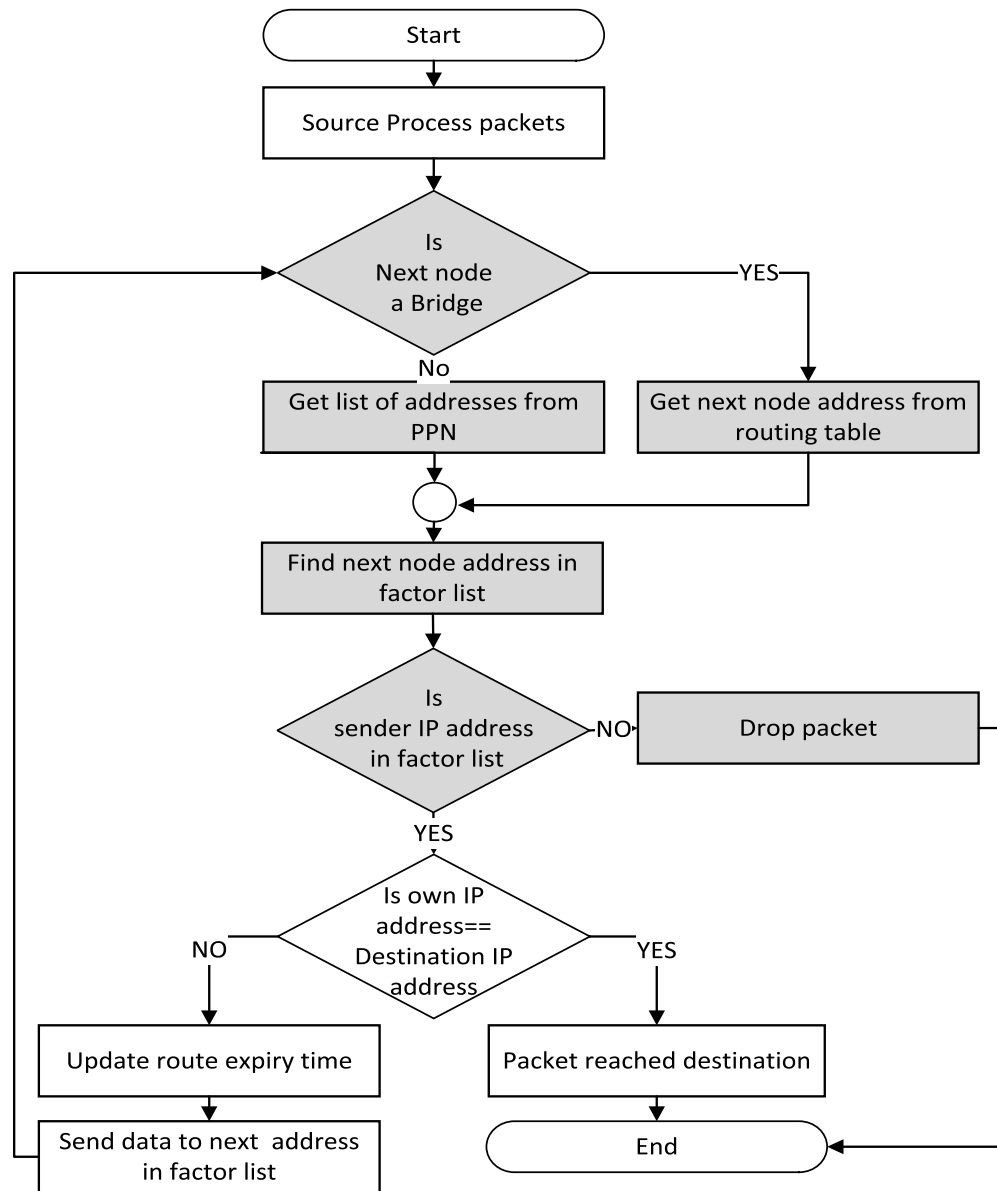 Start
Source Process packets
Is
Next node
a Bridge
YES
No
Get list of addresses from
PPN
Get next node address from
routing table
Find next node address in
factor list
Is
sender IP address
in factor list
NO
Drop packet
YES
Is own IP
address==
Destination IP
address
NO
YES
Update route expiry time
Packet reached destination
Send data to next  address
in factor list
End